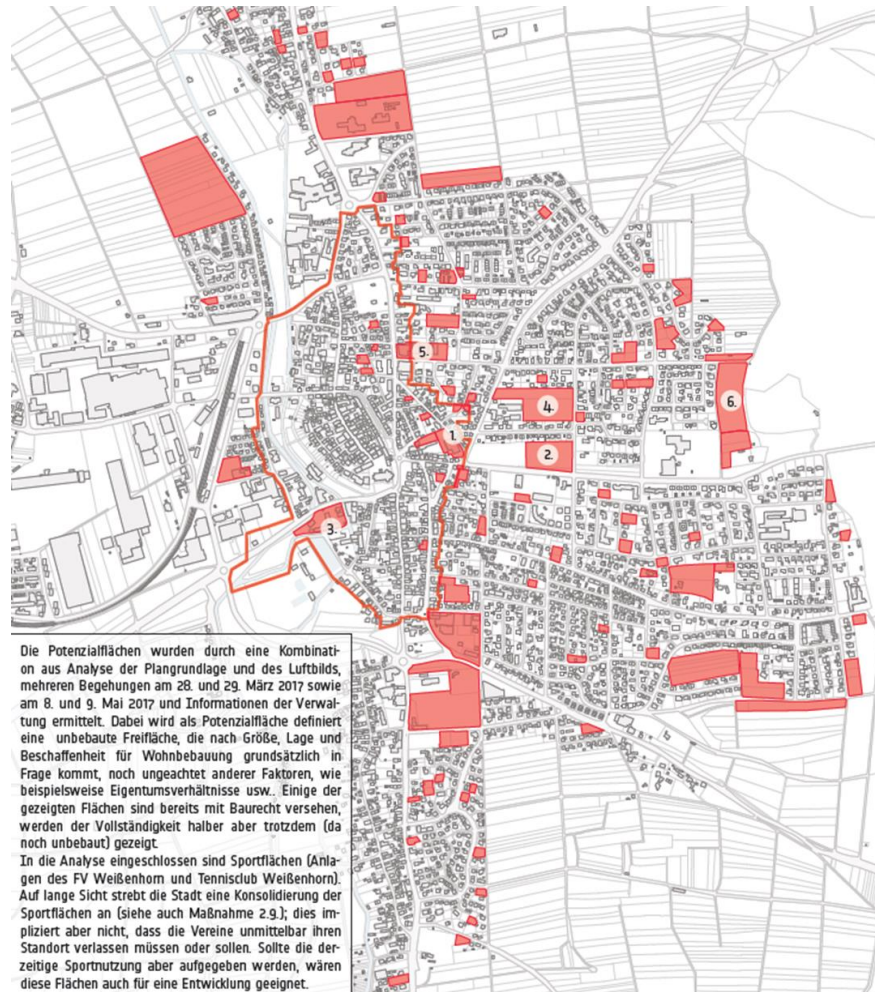 5.
4.
6.
1.
2.
3.
Die Potenzialflächen wurden durch eine Kombinati-
on aus Analyse der Plangrundlage und des Luftbilds,
mehreren Begehungen am 28. und 29. März 2017 sowie
am 8. und 9. Mai 2017 und Informationen der Verwal-
tung ermittelt. Dabei wird als Potenzialfläche definiert
eine unbebaute Freifläche, die nach Größe, Lage und
Beschaffenheit für Wohnbebauung grundsätzlich in
Frage kommt, noch ungeachtet anderer Faktoren, wie
beispielsweise Eigentumsverhältnisse usw.. Einige der
gezeigten Flächen sind bereits mit Baurecht versehen,
werden der Vollständigkeit halber aber trotzdem (da
noch unbebaut) gezeigt.
In die Analyse eingeschlossen sind Sportflächen (Anla-
gen des FV Weißenhorn und Tennisclub Weißenhorn).
Auf lange Sicht strebt die Stadt eine Konsolidierung der
Sportflächen an (siehe auch Maßnahme 2.9.); dies im-
pliziert aber nicht, dass die Vereine unmittelbar ihren
Standort verlassen müssen oder sollen. Sollte die der-
zeitige Sportnutzung aber aufgegeben werden, wären
diese Flächen auch für eine Entwicklung geeignet.